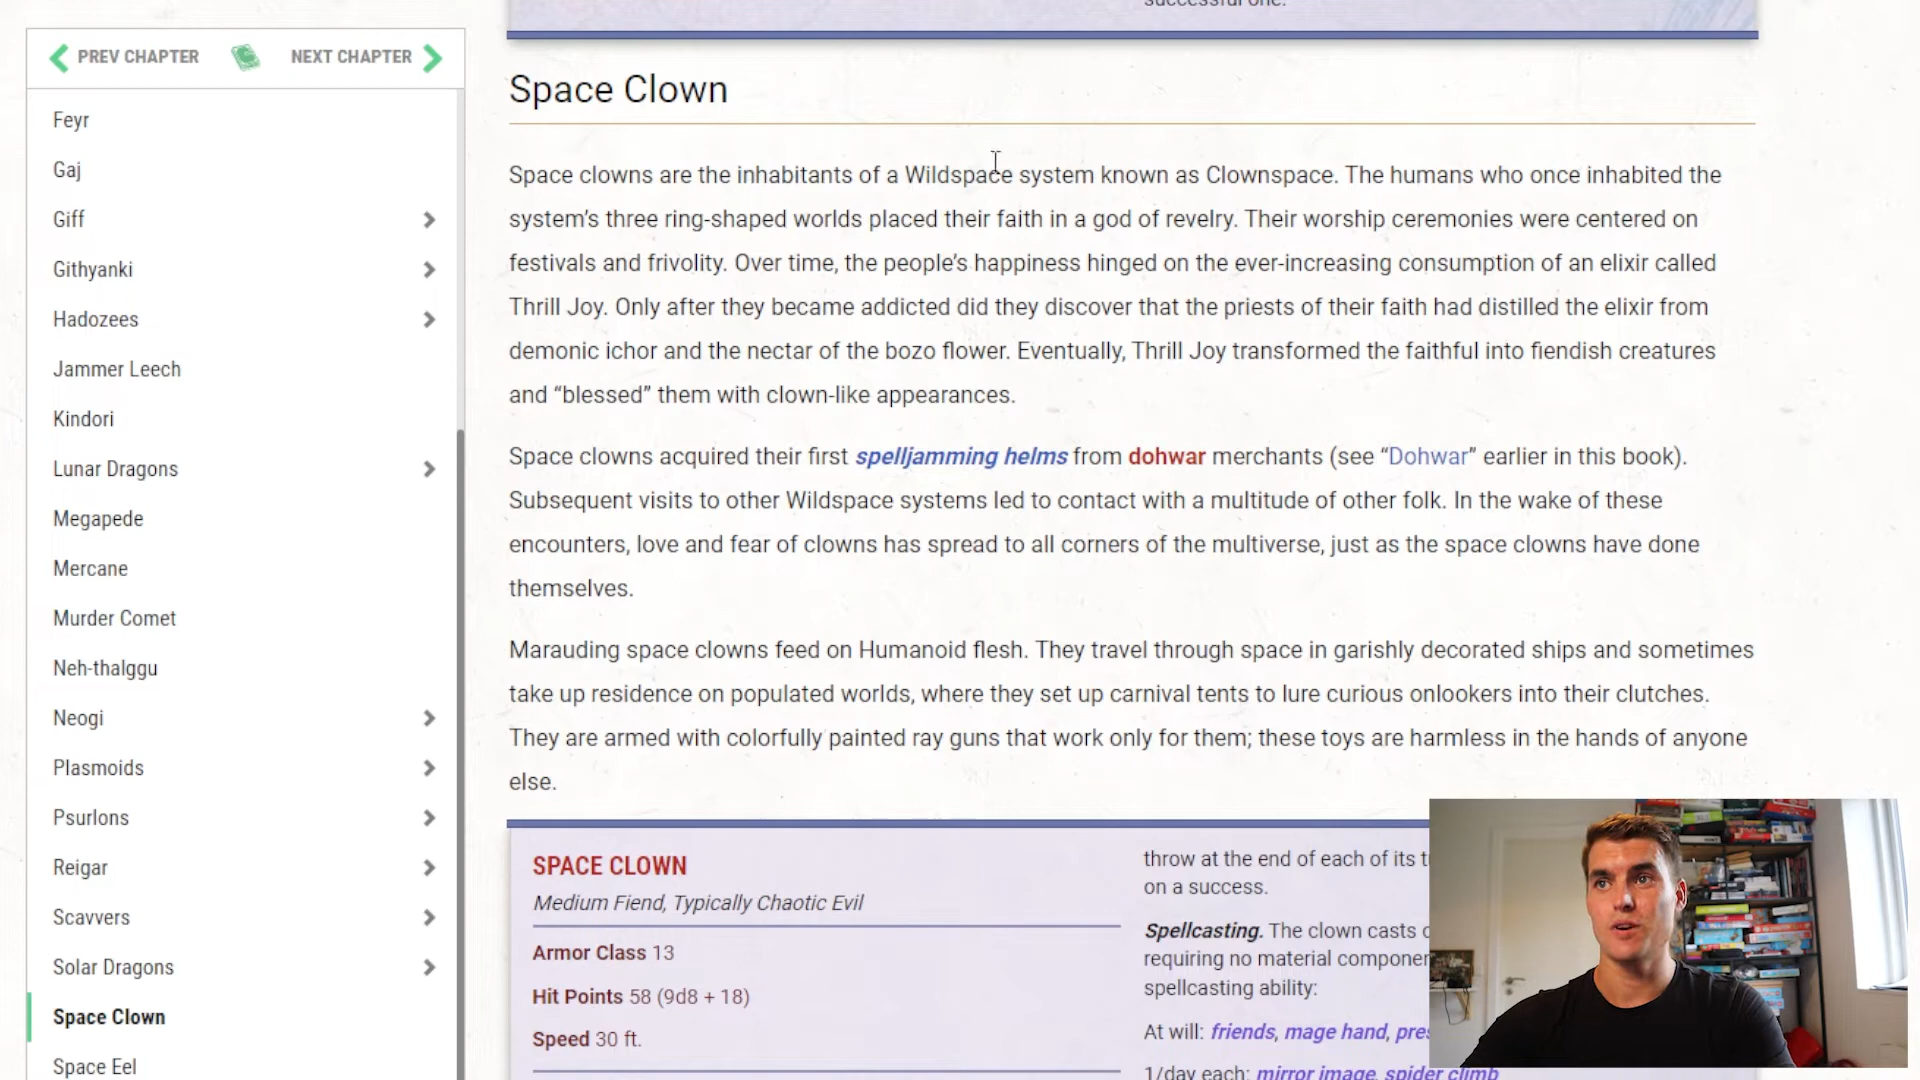 successful one.
PREV CHAPTER
NEXT CHAPTER
Feyr
Gaj
Giff
Githyanki
Hadozees
Jammer Leech
Kindori
Lunar Dragons
Megapede
Mercane
Murder Comet
Neh-thalggu
Neogi
Plasmoids
Psurlons
Reigar
Scavvers
Solar Dragons
Space Clown
Space Eel
Space Clown
Space clowns are the inhabitants of a Wildspace system known as Clownspace. The humans who once inhabited the
system’s three ring-shaped worlds placed their faith in a god of revelry. Their worship ceremonies were centered on
festivals and frivolity. Over time, the people’s happiness hinged on the ever-increasing consumption of an elixir called
Thrill Joy. Only after they became addicted did they discover that the priests of their faith had distilled the elixir from
demonic ichor and the nectar of the bozo flower. Eventually, Thrill Joy transformed the faithful into fiendish creatures
and “blessed” them with clown-like appearances.
Space clowns acquired their first spelljamming helms from dohwar merchants (see “Dohwar” earlier in this book).
Subsequent visits to other Wildspace systems led to contact with a multitude of other folk. In the wake of these
encounters, love and fear of clowns has spread to all corners of the multiverse, just as the space clowns have done
themselves.
Marauding space clowns feed on Humanoid flesh. They travel through space in garishly decorated ships and sometimes
take up residence on populated worlds, where they set up carnival tents to lure curious onlookers into their clutches.
They are armed with colorfully painted ray guns that work only for them; these toys are harmless in the hands of anyone
else.
SPACE CLOWN
Medium Fiend, Typically Chaotic Evil
Armor Class 13
Hit Points 58 (9d8 + 18)
Speed 30 ft.
throw at the end of each of its
on a success.
Spellcasting. The clown casts
requiring no material
spellcasting ability:
At will: friends, mage hand,
1/day each: mirror image, spider climb